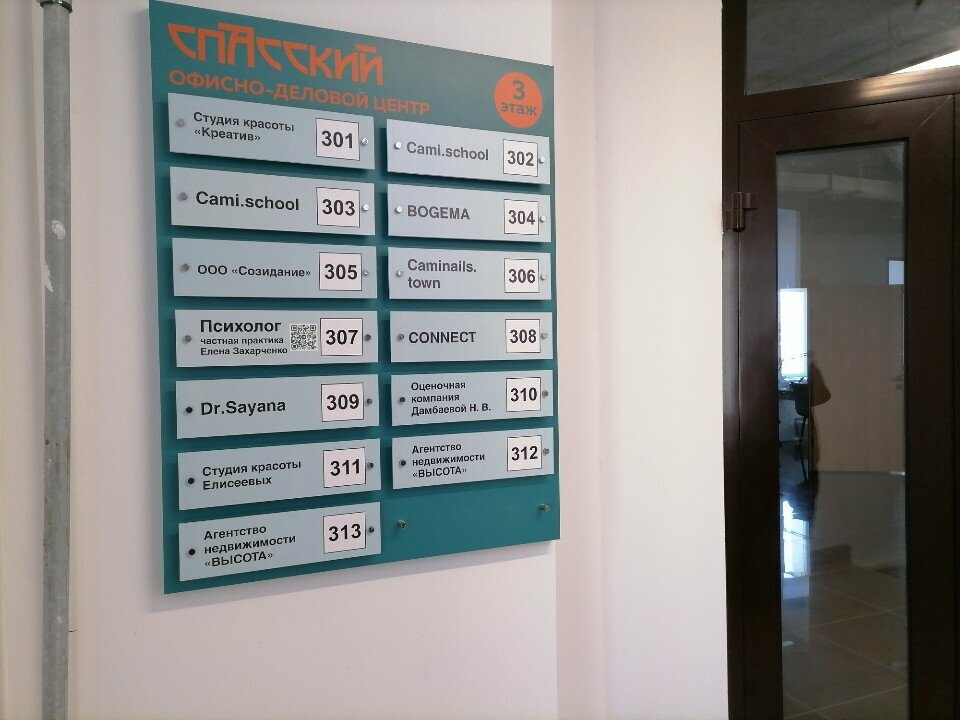 СПАССКИЙ
ОФИСНО-ДЕЛОВОЙ ЦЕНТР
3
этаж
Студия красоты
«Креатив»
301
Cami.school
302
Cami.school
303
BOGEMA
304
ООО «Созидание»
305
Caminails.
town
306
Психолог
частная практика
Елена Захарченко
307
CONNECT
308
Dr.Sayana
309
Оценочная
компания
Дамбаевой Н. В.
310
Студия красоты
Елисеевых
311
Агентство
недвижимости
«ВЫСОТА»
312
Агентство
недвижимости
«ВЫСОТА»
313